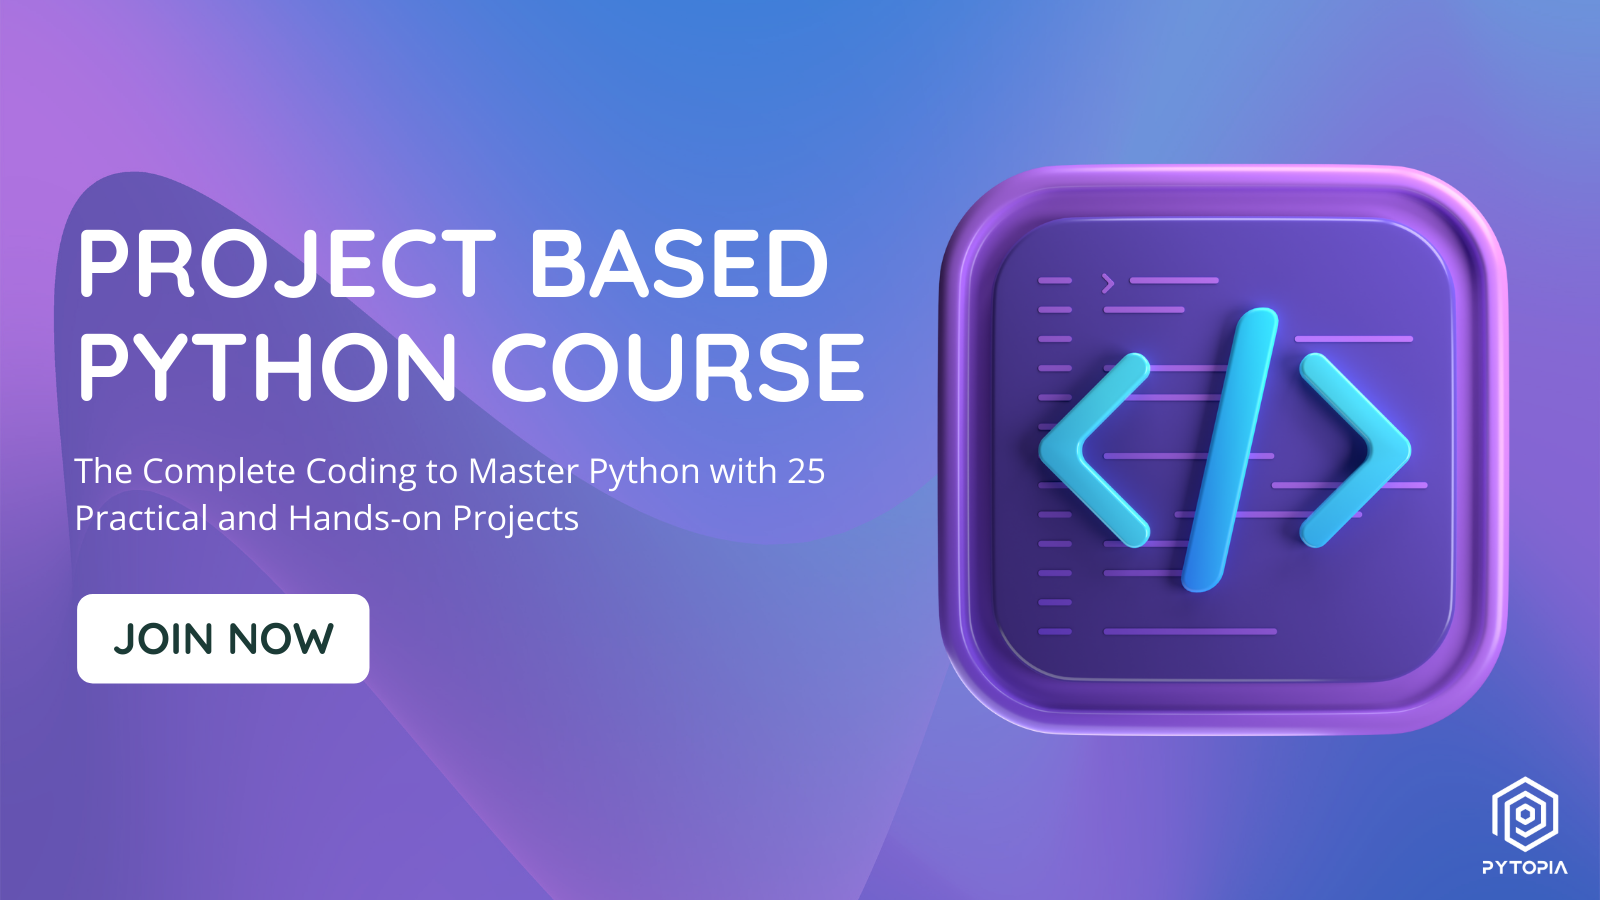 PROJECT BASED
PYTHON COURSE
The Complete Coding to Master Python with 25
Practical and Hands-on Projects
JOIN NOW
PYTOPIA